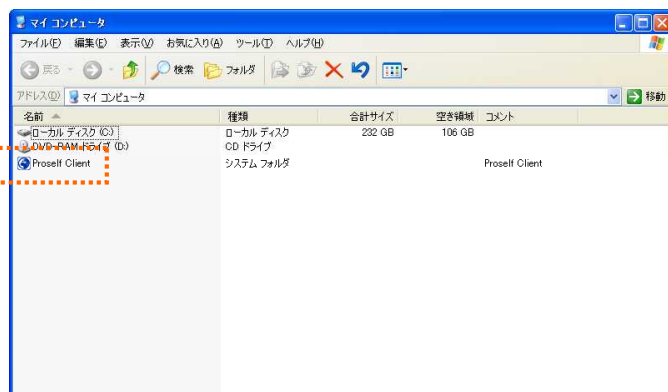 マイ コンピュータ
ファイル(F) 編集(E) 表示(V) お気に入り(A) ツール(T) ヘルプ(H)
戻る 検索 フォルダ
アドレス(D) マイ コンピュータ 移動
名前 種類 合計サイズ 空き領域 コメント
ローカル ディスク (C:) ローカル ディスク 232 GB 106 GB
DVD-RAM ドライブ (D:) CD ドライブ
Proself Client システム フォルダ Proself Client